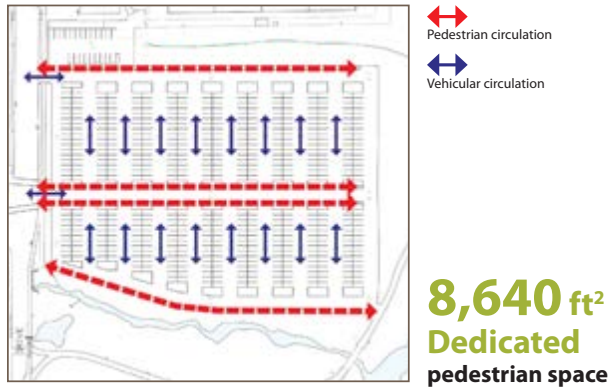 Pedestrian circulation
Vehicular circulation
8,640 ft²
Dedicated
pedestrian space